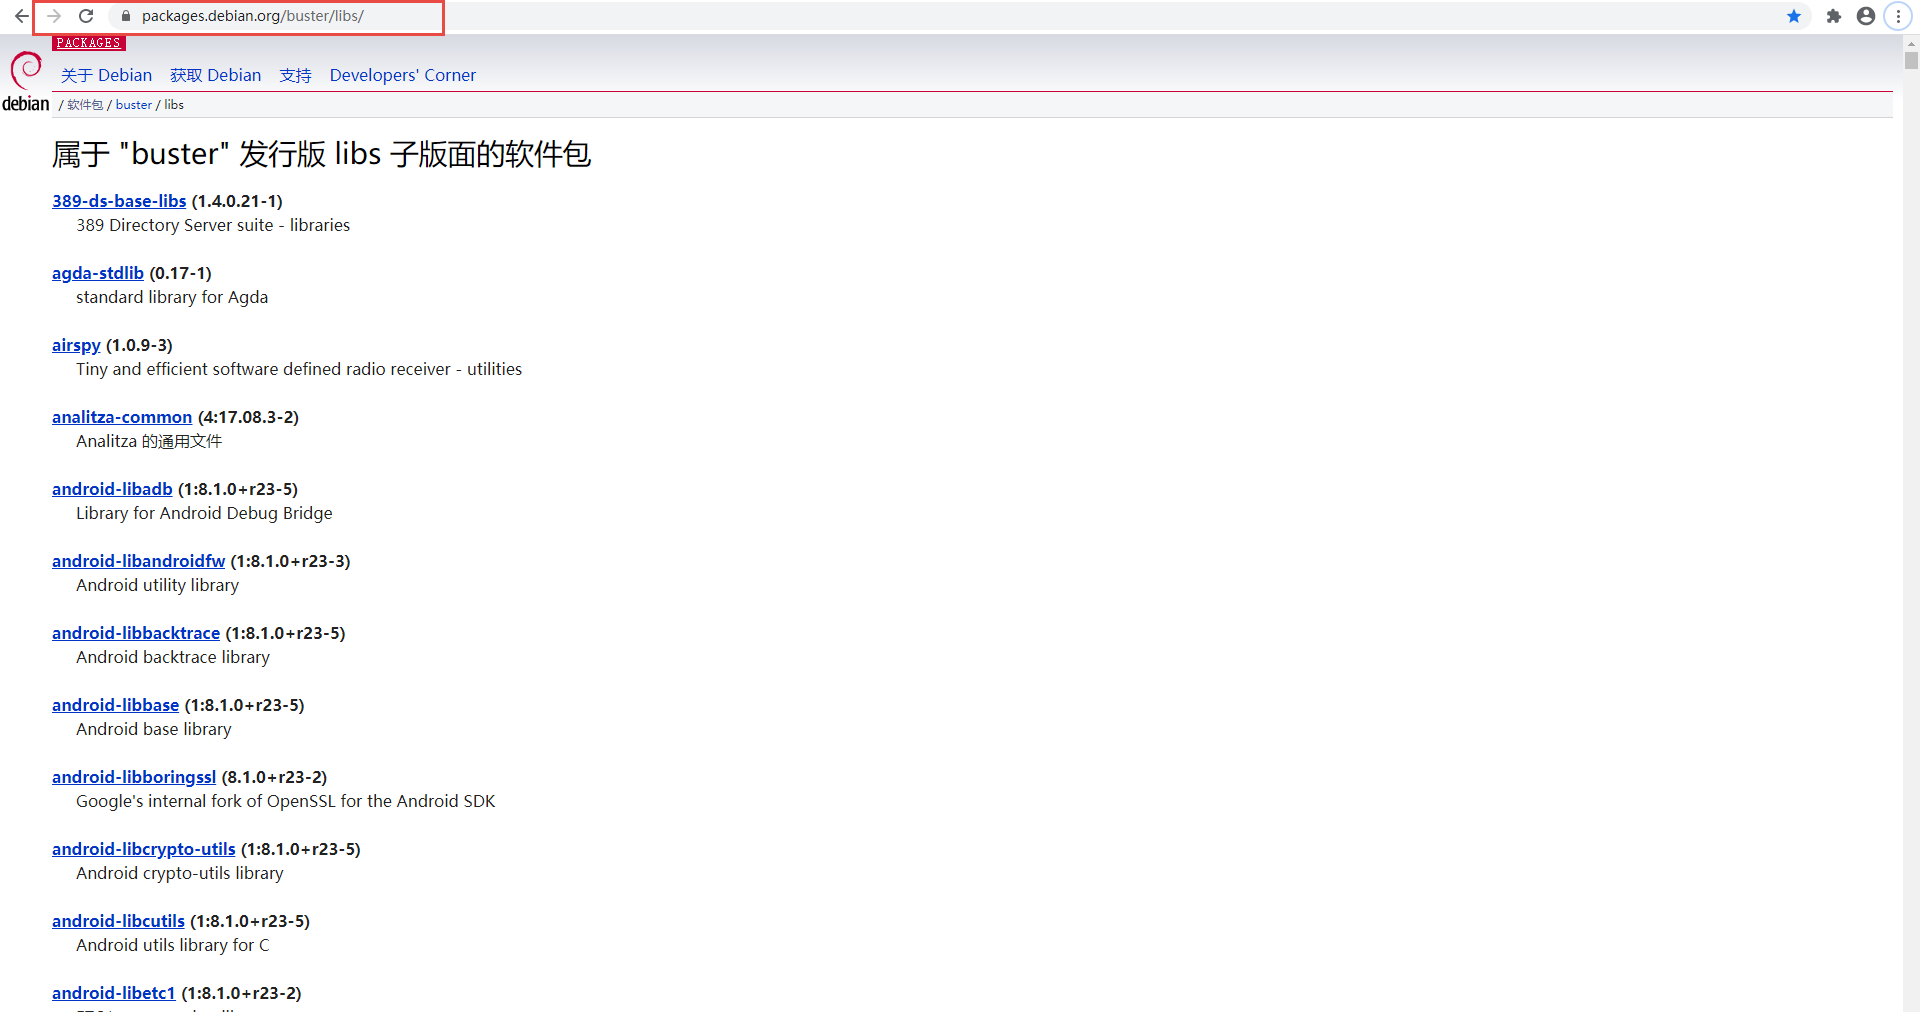 packages.debian.org/buster/libs/
PACKAGES
debian
关于 Debian 获取 Debian 支持 Developers' Corner
/ 软件包 / buster / libs
属于 "buster" 发行版 libs 子版面的软件包
389-ds-base-libs (1.4.0.21-1)
389 Directory Server suite - libraries
agda-stdlib (0.17-1)
standard library for Agda
airspy (1.0.9-3)
Tiny and efficient software defined radio receiver - utilities
analitza-common (4:17.08.3-2)
Analitza 的通用文件
android-libadb (1:8.1.0+r23-5)
Library for Android Debug Bridge
android-libandroidfw (1:8.1.0+r23-3)
Android utility library
android-libbacktrace (1:8.1.0+r23-5)
Android backtrace library
android-libbase (1:8.1.0+r23-5)
Android base library
android-libboringssl (8.1.0+r23-2)
Google's internal fork of OpenSSL for the Android SDK
android-libcrypto-utils (1:8.1.0+r23-5)
Android crypto-utils library
android-libcutils (1:8.1.0+r23-5)
Android utils library for C
android-libetc1 (1:8.1.0+r23-2)